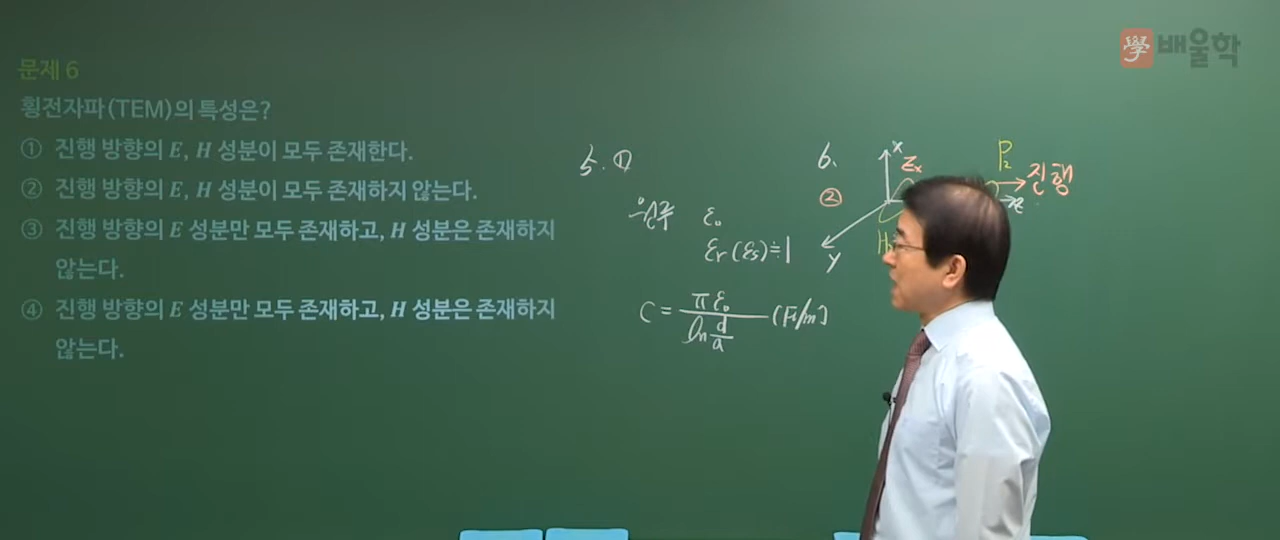 學 배울학
문제 6
횡전자파(TEM)의 특성은?
① 진행 방향의 E, H 성분이 모두 존재한다.
② 진행 방향의 E, H 성분이 모두 존재하지 않는다.
③ 진행 방향의 E 성분만 모두 존재하고, H 성분은 존재하지
않는다.
④ 진행 방향의 E 성분만 모두 존재하고, H 성분은 존재하지
않는다.
5. ①
ε₀
εr (εs) ≒ 1
C = πε₀ / ln d/a [F/m]
6.
②
x
Ex
진행
y
H